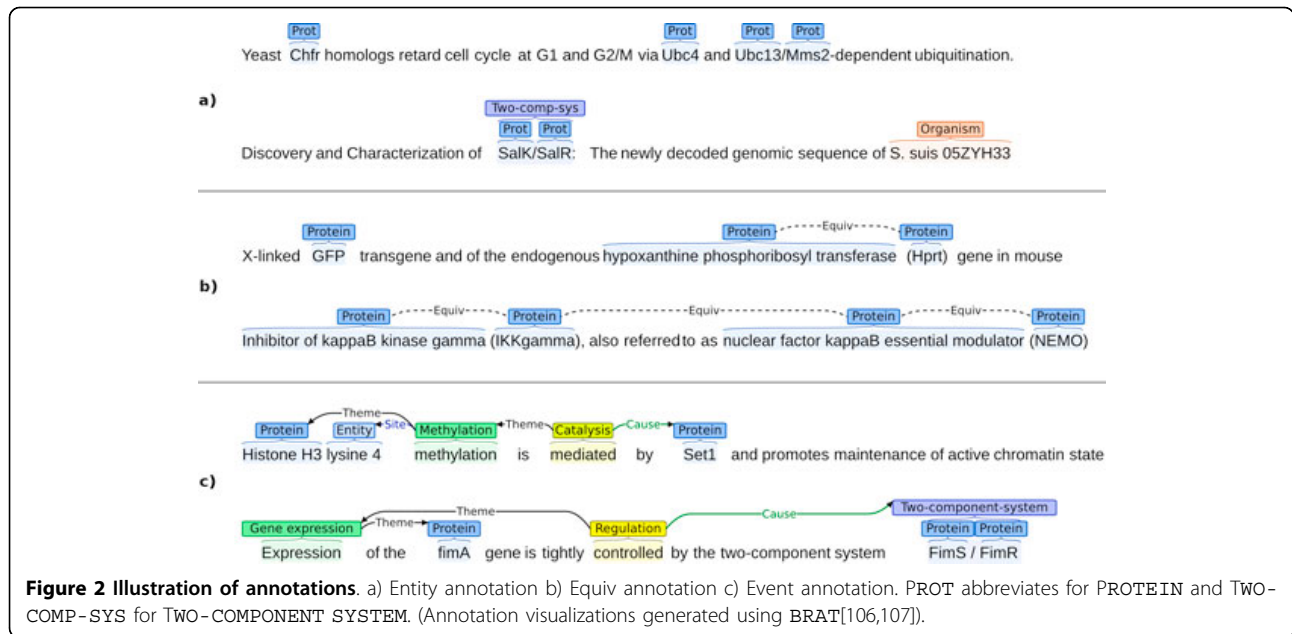 Prot Prot Prot Prot
Yeast Chfr homologs retard cell cycle at G1 and G2/M via Ubc4 and Ubc13/Mms2-dependent ubiquitination.
a)
Two-comp-sys
Prot Prot Organism
Discovery and Characterization of SalK/SalR: The newly decoded genomic sequence of S. suis 05ZYH33
Protein Protein Equiv Protein
X-linked GFP transgene and of the endogenous hypoxanthine phosphoribosyl transferase (Hprt) gene in mouse
b)
Protein Equiv Protein Equiv Protein Equiv Protein
Inhibitor of kappaB kinase gamma (IKKgamma), also referred to as nuclear factor kappaB essential modulator (NEMO)
Theme
Protein Entity Site Methylation Theme Catalysis Cause Protein
Histone H3 lysine 4 methylation is mediated by Set1 and promotes maintenance of active chromatin state
c)
Theme Cause Two-component-system
Gene expression Theme Protein Regulation Protein Protein
Expression of the fimA gene is tightly controlled by the two-component system FimS / FimR
Figure 2 Illustration of annotations. a) Entity annotation b) Equiv annotation c) Event annotation. PROT abbreviates for PROTEIN and TWO-
COMP-SYS for TWO-COMPONENT SYSTEM. (Annotation visualizations generated using BRAT[106,107]).